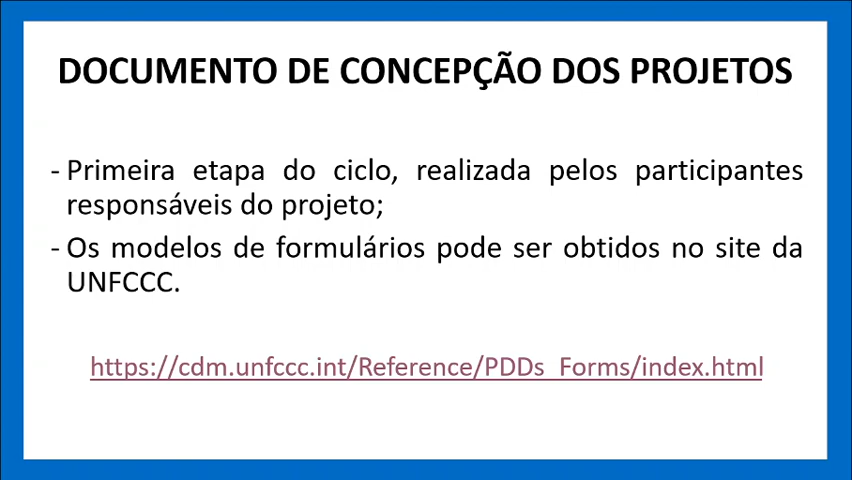 DOCUMENTO DE CONCEPÇÃO DOS PROJETOS
- Primeira etapa do ciclo, realizada pelos participantes
responsáveis do projeto;
- Os modelos de formulários pode ser obtidos no site da
UNFCCC.
https://cdm.unfccc.int/Reference/PDDs_Forms/index.html